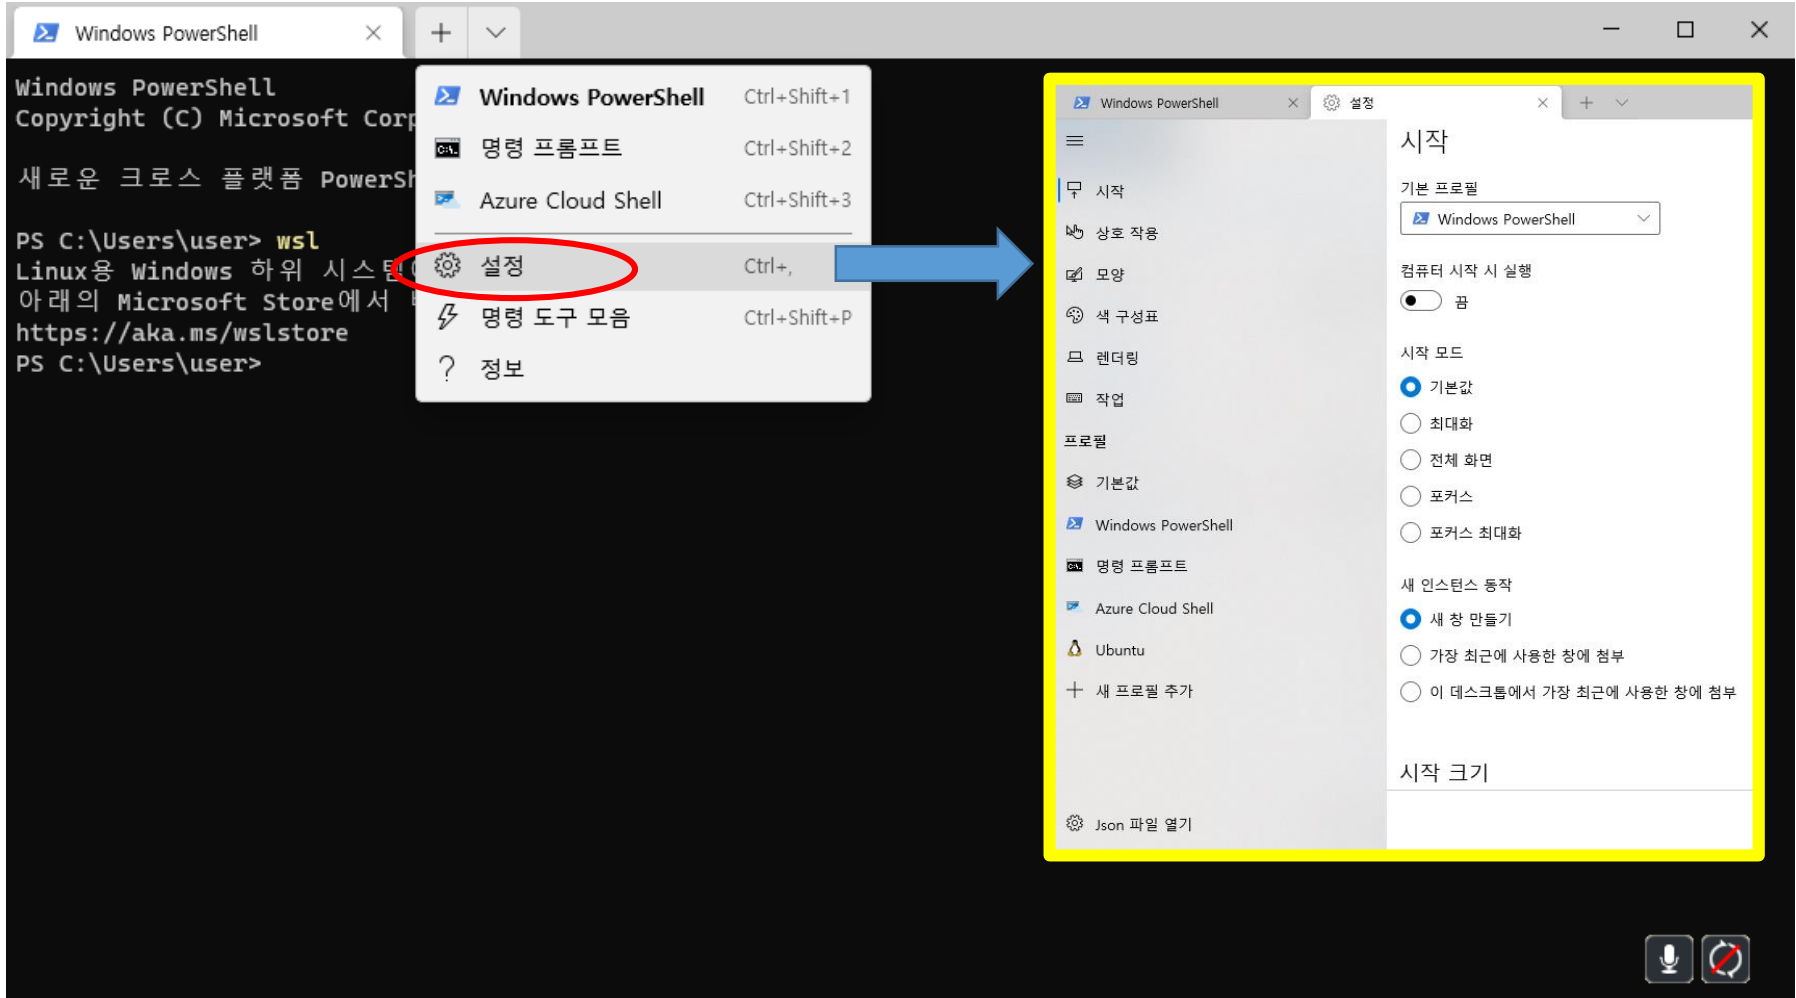 Windows PowerShell
Windows PowerShell
Copyright (C) Microsoft Corp
새로운 크로스 플랫폼 PowerSh
PS C:\Users\user> wsl
Linux용 Windows 하위 시스템
아래의 Microsoft Store에서
https://aka.ms/wslstore
PS C:\Users\user>
Windows PowerShell Ctrl+Shift+1
명령 프롬프트 Ctrl+Shift+2
Azure Cloud Shell Ctrl+Shift+3
설정 Ctrl+,
명령 도구 모음 Ctrl+Shift+P
정보
Windows PowerShell
설정
시작
상호 작용
모양
색 구성표
렌더링
작업
프로필
기본값
Windows PowerShell
명령 프롬프트
Azure Cloud Shell
Ubuntu
새 프로필 추가
Json 파일 열기
시작
기본 프로필
Windows PowerShell
컴퓨터 시작 시 실행
끔
시작 모드
기본값
최대화
전체 화면
포커스
포커스 최대화
새 인스턴스 동작
새 창 만들기
가장 최근에 사용한 창에 첨부
이 데스크톱에서 가장 최근에 사용한 창에 첨부
시작 크기